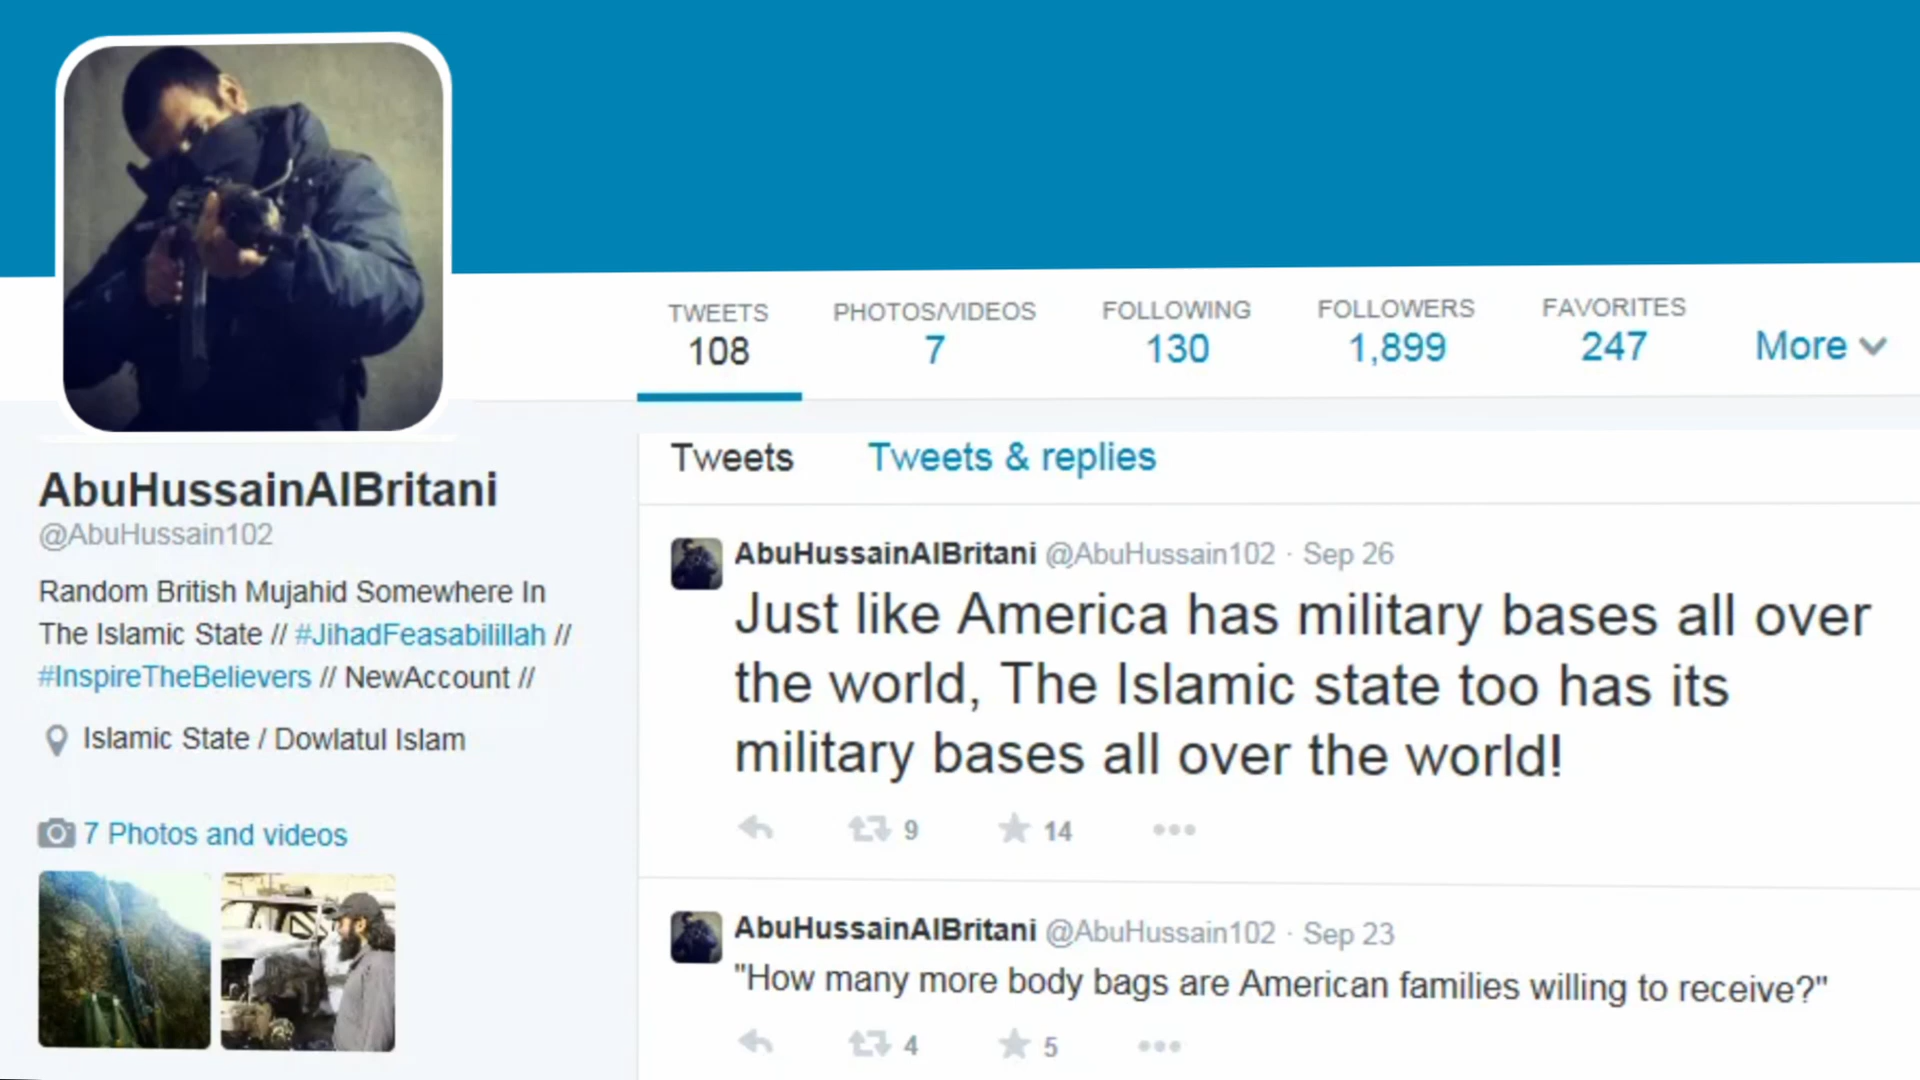 TWEETS
108
PHOTOS/VIDEOS
7
FOLLOWING
130
FOLLOWERS
1,899
FAVORITES
247
More
AbuHussainAlBritani
@AbuHussain102
Random British Mujahid Somewhere In
The Islamic State // #JihadFeasabilillah //
#InspireTheBelievers // NewAccount //
Islamic State / Dowlatul Islam
7 Photos and videos
Tweets
Tweets & replies
AbuHussainAlBritani @AbuHussain102 · Sep 26
Just like America has military bases all over
the world, The Islamic state too has its
military bases all over the world!
9
14
AbuHussainAlBritani @AbuHussain102 · Sep 23
"How many more body bags are American families willing to receive?"
4
5